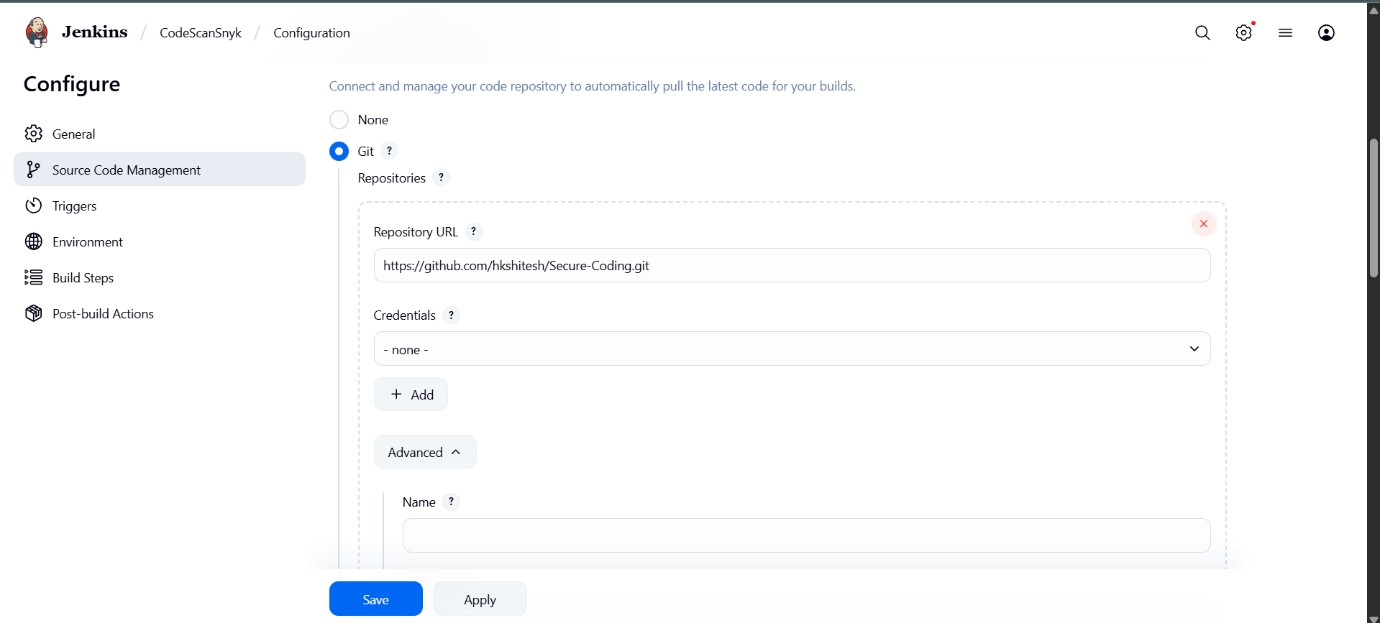 Jenkins / CodeScanSnyk / Configuration
Configure
General
Source Code Management
Triggers
Environment
Build Steps
Post-build Actions
Connect and manage your code repository to automatically pull the latest code for your builds.
None
Git ?
Repositories ?
Repository URL ?
https://github.com/hkshitesh/Secure-Coding.git
Credentials ?
- none -
+ Add
Advanced
Name ?
Save Apply